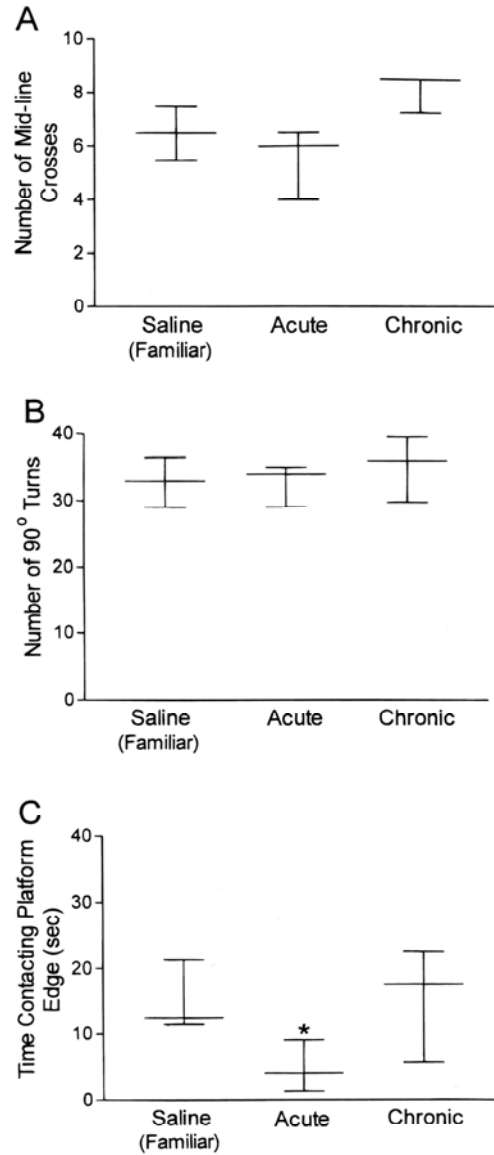 A
Number of Mid-line
Crosses
10
8
6
4
2
0
Saline
(Familiar)
Acute
Chronic
B
Number of 90° Turns
40
30
20
10
0
Saline
(Familiar)
Acute
Chronic
C
Time Contacting Platform
Edge (sec)
40
30
20
10
0
*
Saline
(Familiar)
Acute
Chronic